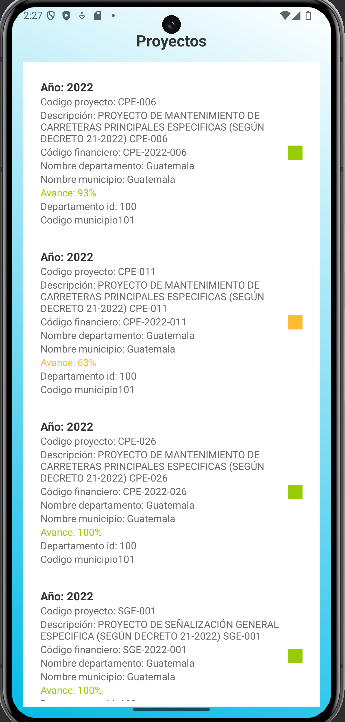 2:27
Proyectos
Año: 2022
Codigo proyecto: CPE-006
Descripción: PROYECTO DE MANTENIMIENTO DE
CARRETERAS PRINCIPALES ESPECIFICAS (SEGÚN
DECRETO 21-2022) CPE-006
Código financiero: CPE-2022-006
Nombre departamento: Guatemala
Nombre municipio: Guatemala
Avance: 93%
Departamento id: 100
Codigo municipio101
Año: 2022
Codigo proyecto: CPE-011
Descripción: PROYECTO DE MANTENIMIENTO DE
CARRETERAS PRINCIPALES ESPECIFICAS (SEGÚN
DECRETO 21-2022) CPE-011
Código financiero: CPE-2022-011
Nombre departamento: Guatemala
Nombre municipio: Guatemala
Avance: 63%
Departamento id: 100
Codigo municipio101
Año: 2022
Codigo proyecto: CPE-026
Descripción: PROYECTO DE MANTENIMIENTO DE
CARRETERAS PRINCIPALES ESPECIFICAS (SEGÚN
DECRETO 21-2022) CPE-026
Código financiero: CPE-2022-026
Nombre departamento: Guatemala
Nombre municipio: Guatemala
Avance: 100%
Departamento id: 100
Codigo municipio101
Año: 2022
Codigo proyecto: SGE-001
Descripción: PROYECTO DE SEÑALIZACIÓN GENERAL
ESPECIFICA (SEGÚN DECRETO 21-2022) SGE-001
Código financiero: SGE-2022-001
Nombre departamento: Guatemala
Nombre municipio: Guatemala
Avance: 100%